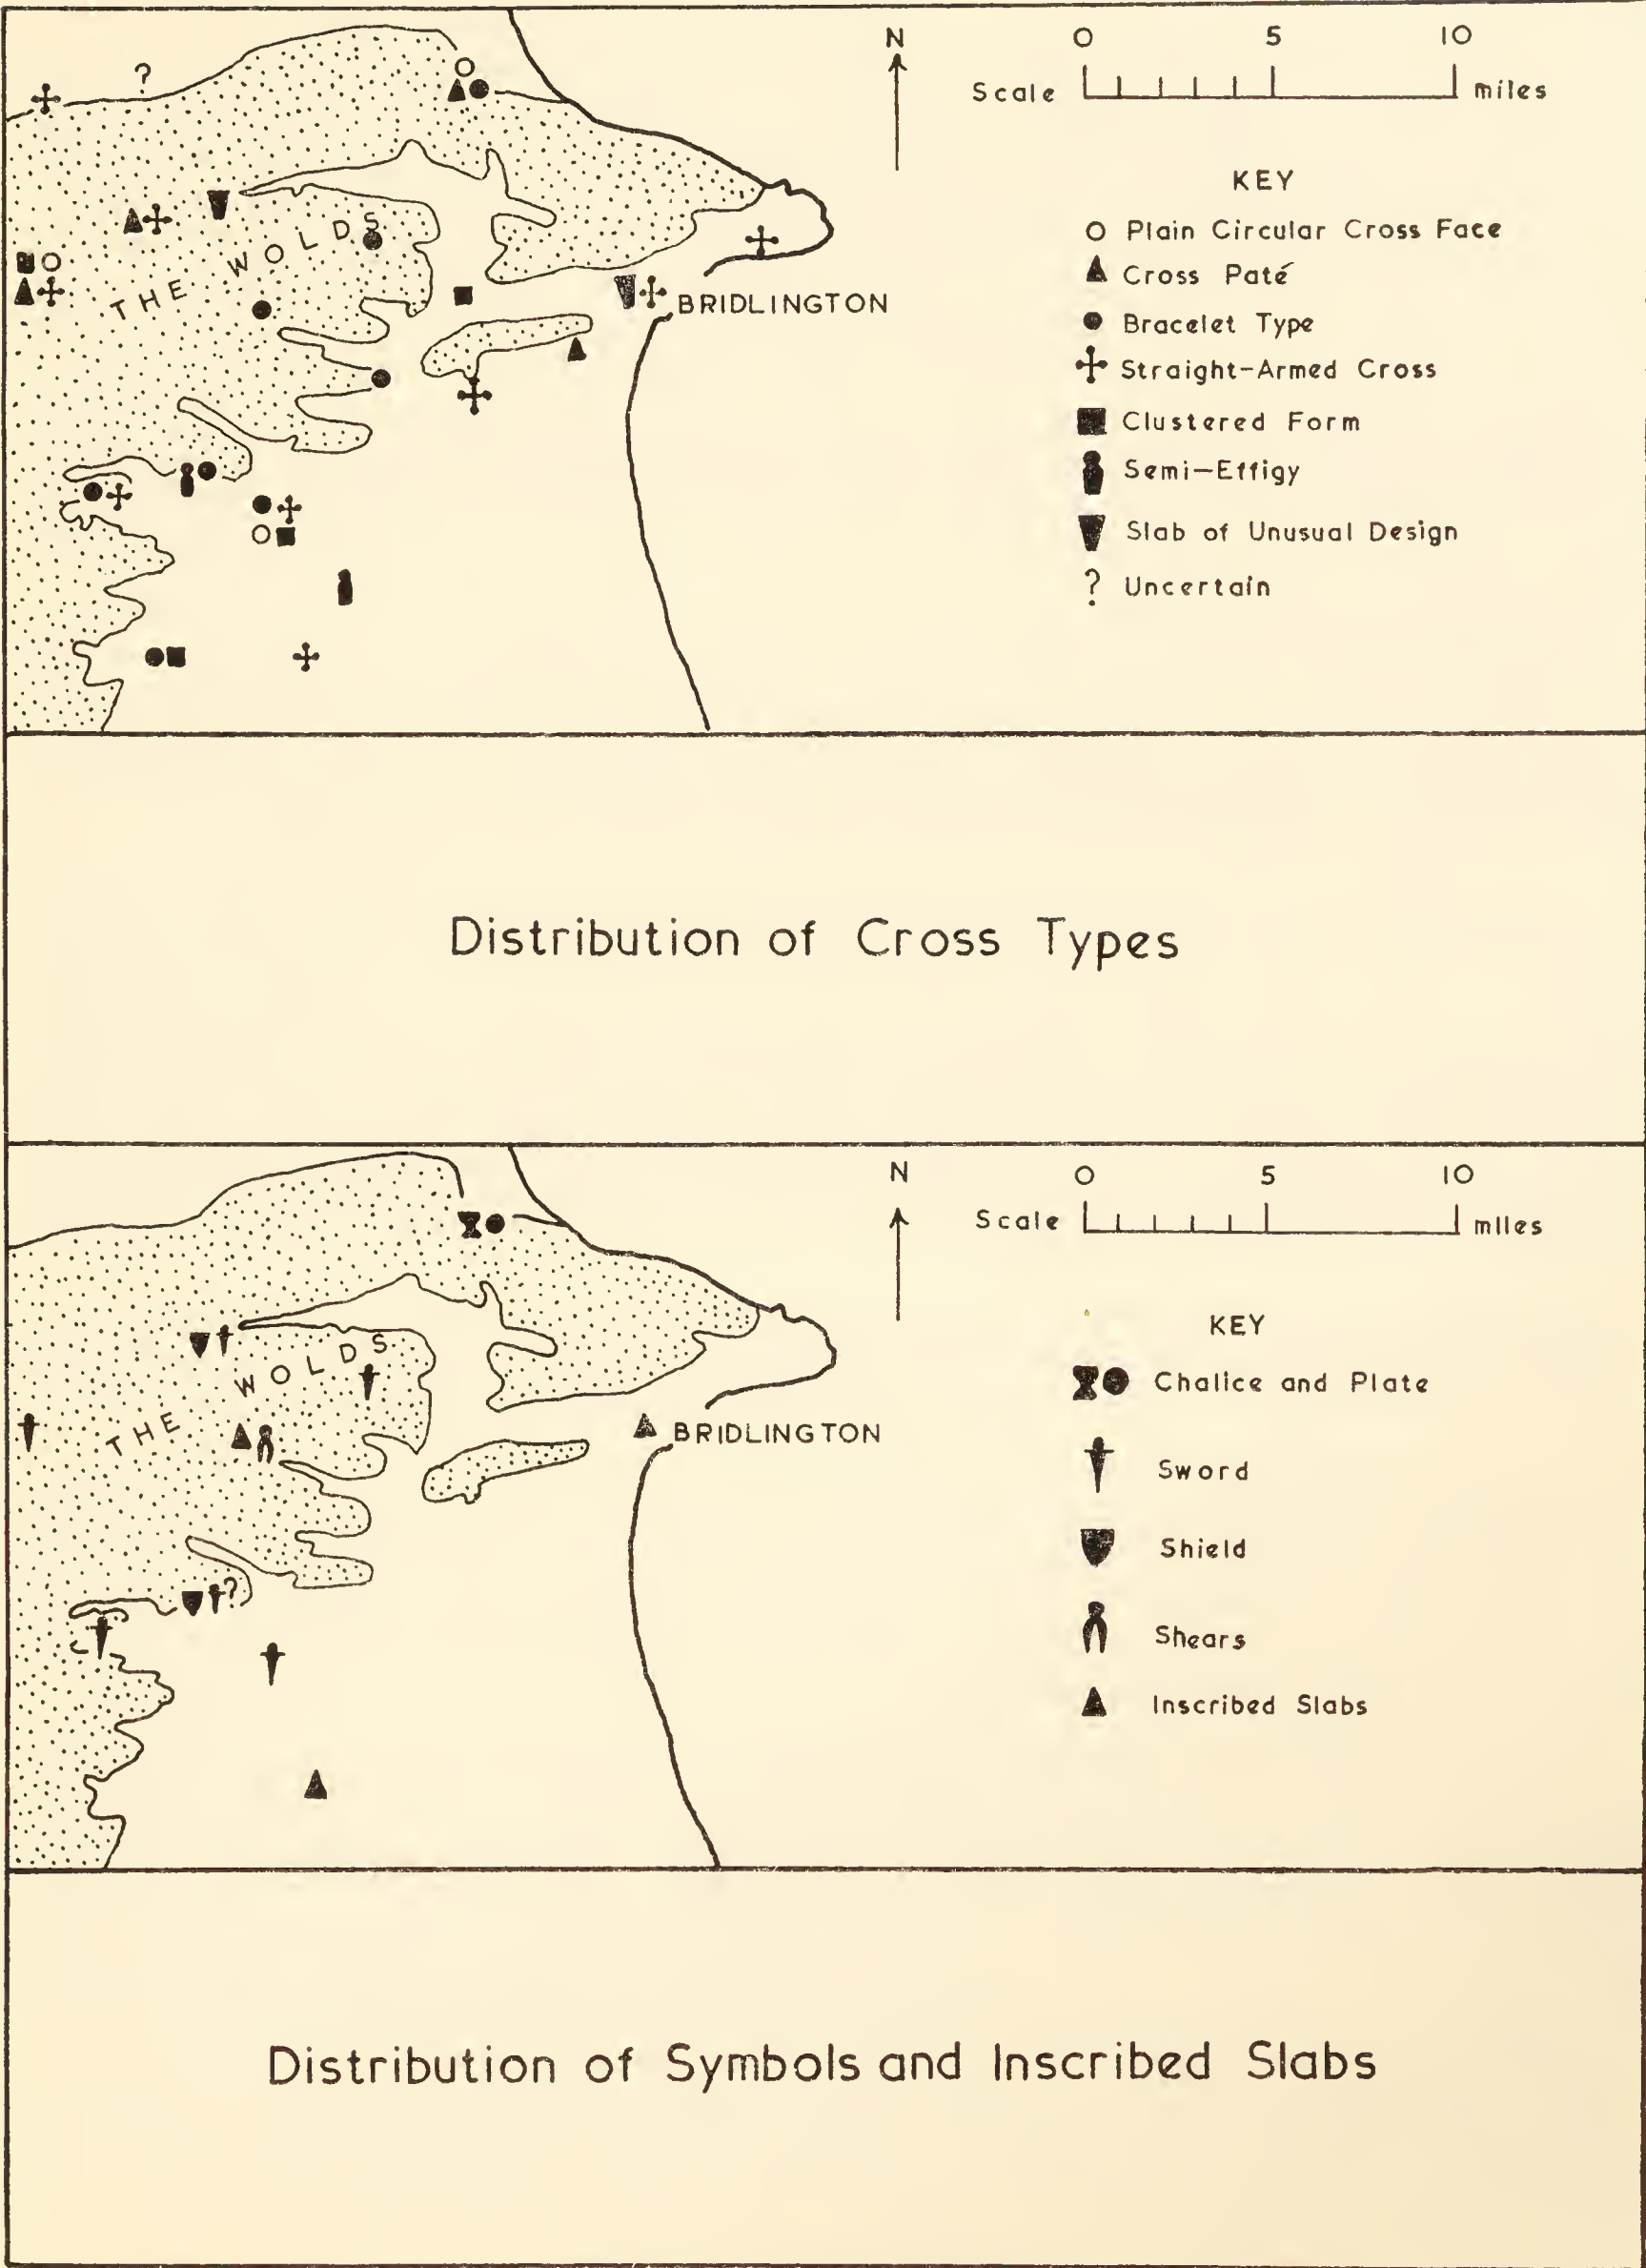 ?
N
0 5 10
Scale miles
KEY
Plain Circular Cross Face
Cross Paté
Bracelet Type
Straight-Armed Cross
Clustered Form
Semi-Effigy
Slab of Unusual Design
? Uncertain
THE WOLDS
BRIDLINGTON
Distribution of Cross Types
N
0 5 10
Scale miles
KEY
Chalice and Plate
Sword
Shield
Shears
Inscribed Slabs
THE WOLDS
BRIDLINGTON
?
Distribution of Symbols and Inscribed Slabs